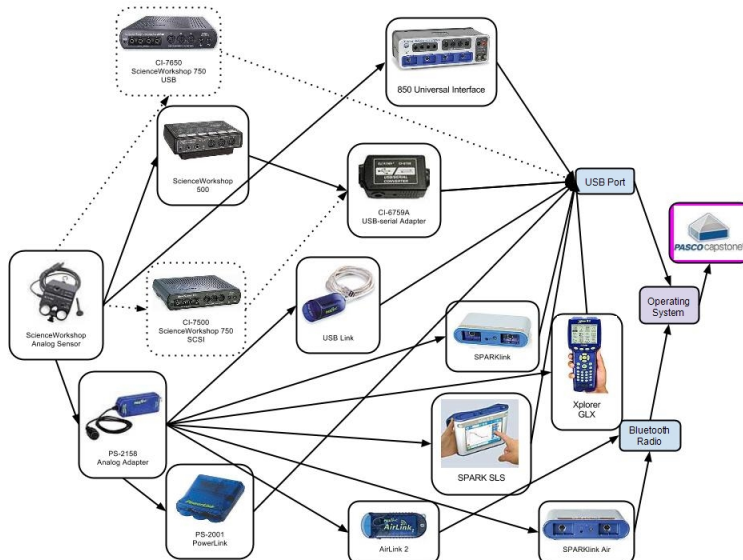 CI-7650
ScienceWorkshop 750
USB
850 Universal Interface
ScienceWorkshop
500
CI-6759A
USB-serial Adapter
USB Port
PASCOcapstone
Operating
System
ScienceWorkshop
Analog Sensor
CI-7500
ScienceWorkshop 750
SCSI
USB Link
SPARKlink
Xplorer
GLX
PS-2158
Analog Adapter
SPARK SLS
Bluetooth
Radio
PS-2001
PowerLink
AirLink 2
SPARKlink Air